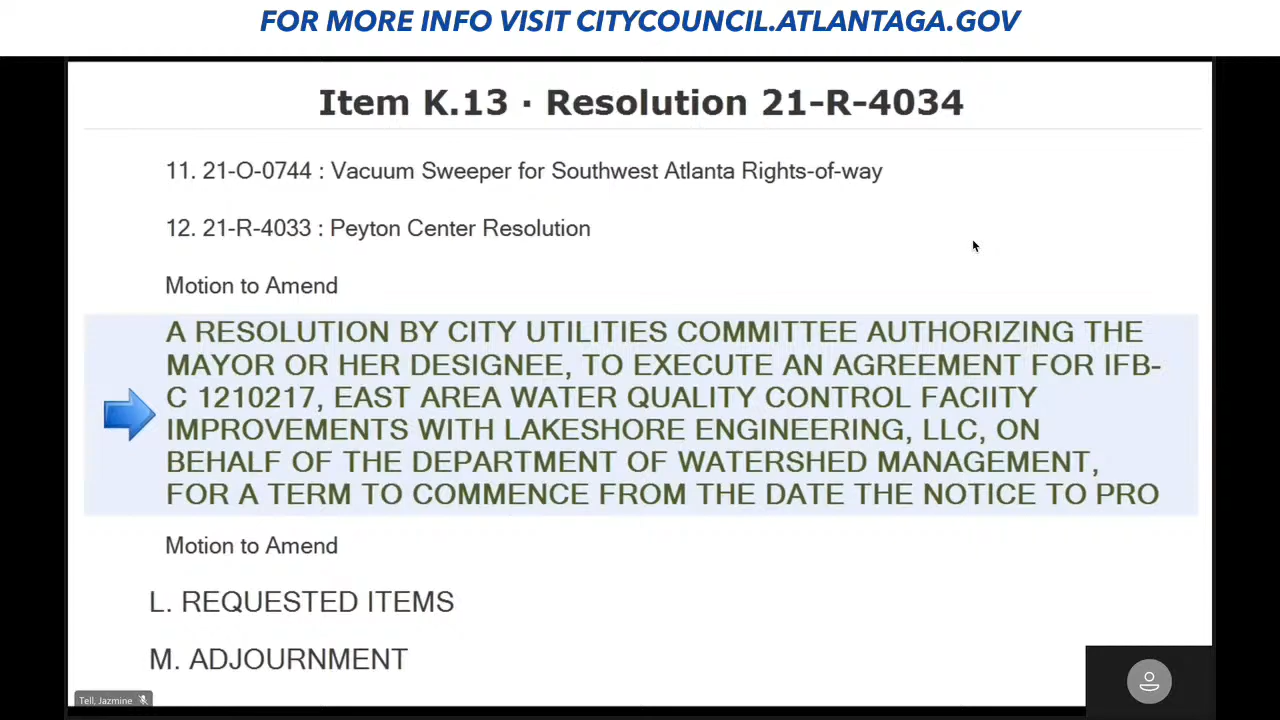 FOR MORE INFO VISIT CITYCOUNCIL.ATLANTAGA.GOV
Item K.13 · Resolution 21-R-4034
11. 21-O-0744 : Vacuum Sweeper for Southwest Atlanta Rights-of-way
12. 21-R-4033 : Peyton Center Resolution
Motion to Amend
A RESOLUTION BY CITY UTILITIES COMMITTEE AUTHORIZING THE
MAYOR OR HER DESIGNEE, TO EXECUTE AN AGREEMENT FOR IFB-
C 1210217, EAST AREA WATER QUALITY CONTROL FACIITY
IMPROVEMENTS WITH LAKESHORE ENGINEERING, LLC, ON
BEHALF OF THE DEPARTMENT OF WATERSHED MANAGEMENT,
FOR A TERM TO COMMENCE FROM THE DATE THE NOTICE TO PRO
Motion to Amend
L. REQUESTED ITEMS
M. ADJOURNMENT
Tell, Jazmine